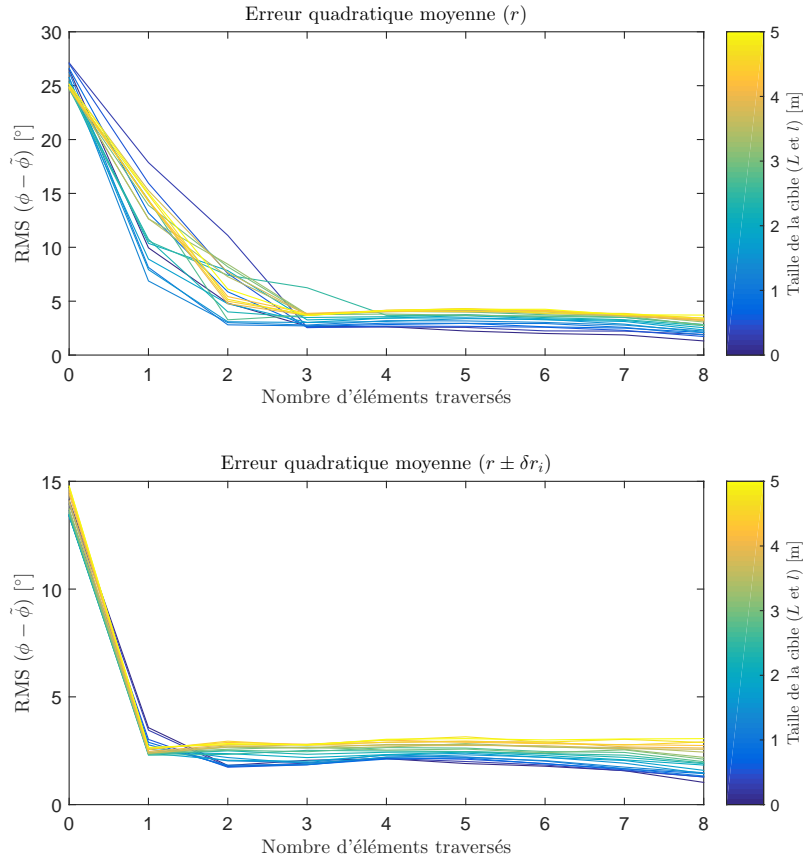 Erreur quadratique moyenne (r)
30
25
20
15
10
5
0
RMS (ϕ − ϕ̃) [°]
0 1 2 3 4 5 6 7 8
Nombre d'éléments traversés
5
4
3
2
1
0
Taille de la cible (L et l) [m]
Erreur quadratique moyenne (r ± δr_i)
15
10
5
0
RMS (ϕ − ϕ̃) [°]
0 1 2 3 4 5 6 7 8
Nombre d'éléments traversés
5
4
3
2
1
0
Taille de la cible (L et l) [m]